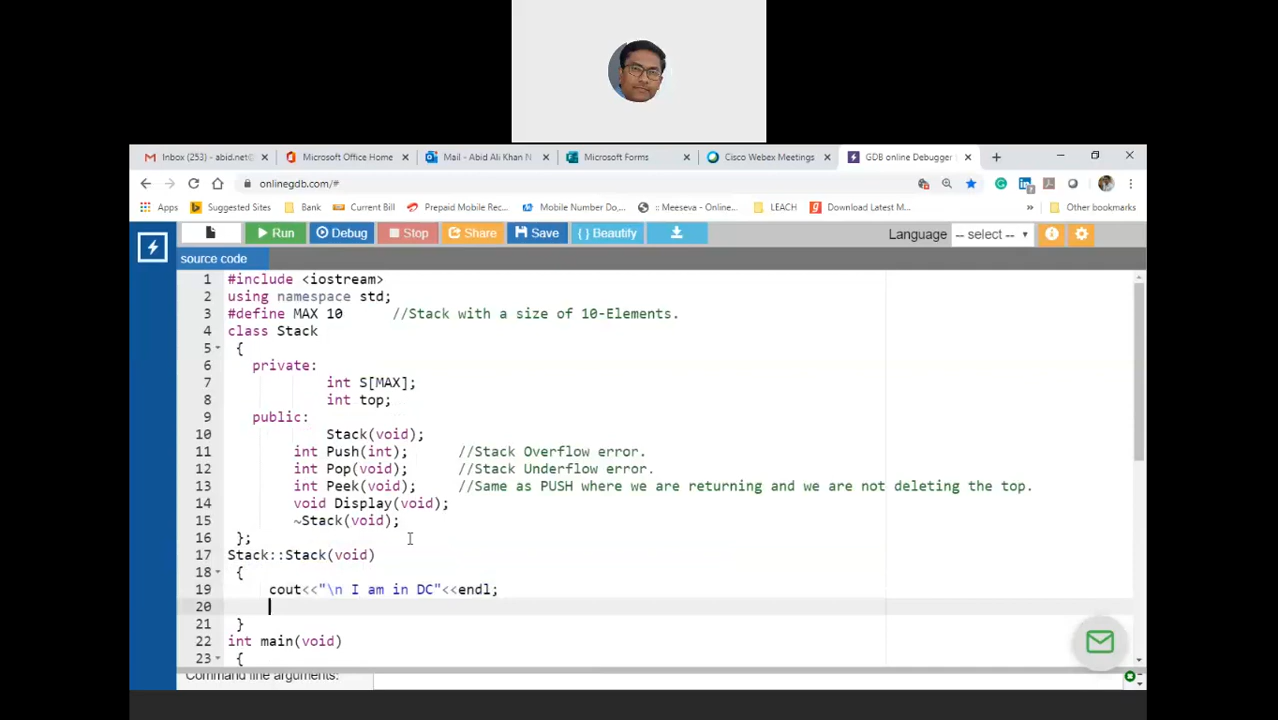 Inbox (253) - abid.net@
Microsoft Office Home
Mail - Abid Ali Khan N
Microsoft Forms
Cisco Webex Meetings
GDB online Debugger
onlinegdb.com/#
Apps
Suggested Sites
Bank
Current Bill
Prepaid Mobile Rec...
Mobile Number Do,...
:: Meeseva - Online...
LEACH
Download Latest M...
»
Other bookmarks
Run
Debug
Stop
Share
Save
{ } Beautify
Language
-- select --
source code
1 #include <iostream>
2 using namespace std;
3 #define MAX 10 //Stack with a size of 10-Elements.
4 class Stack
5 {
6 private:
7 int S[MAX];
8 int top;
9 public:
10 Stack(void);
11 int Push(int); //Stack Overflow error.
12 int Pop(void); //Stack Underflow error.
13 int Peek(void); //Same as PUSH where we are returning and we are not deleting the top.
14 void Display(void);
15 ~Stack(void);
16 };
17 Stack::Stack(void)
18 {
19 cout<<"\n I am in DC"<<endl;
20
21 }
22 int main(void)
23 {
Command line arguments: